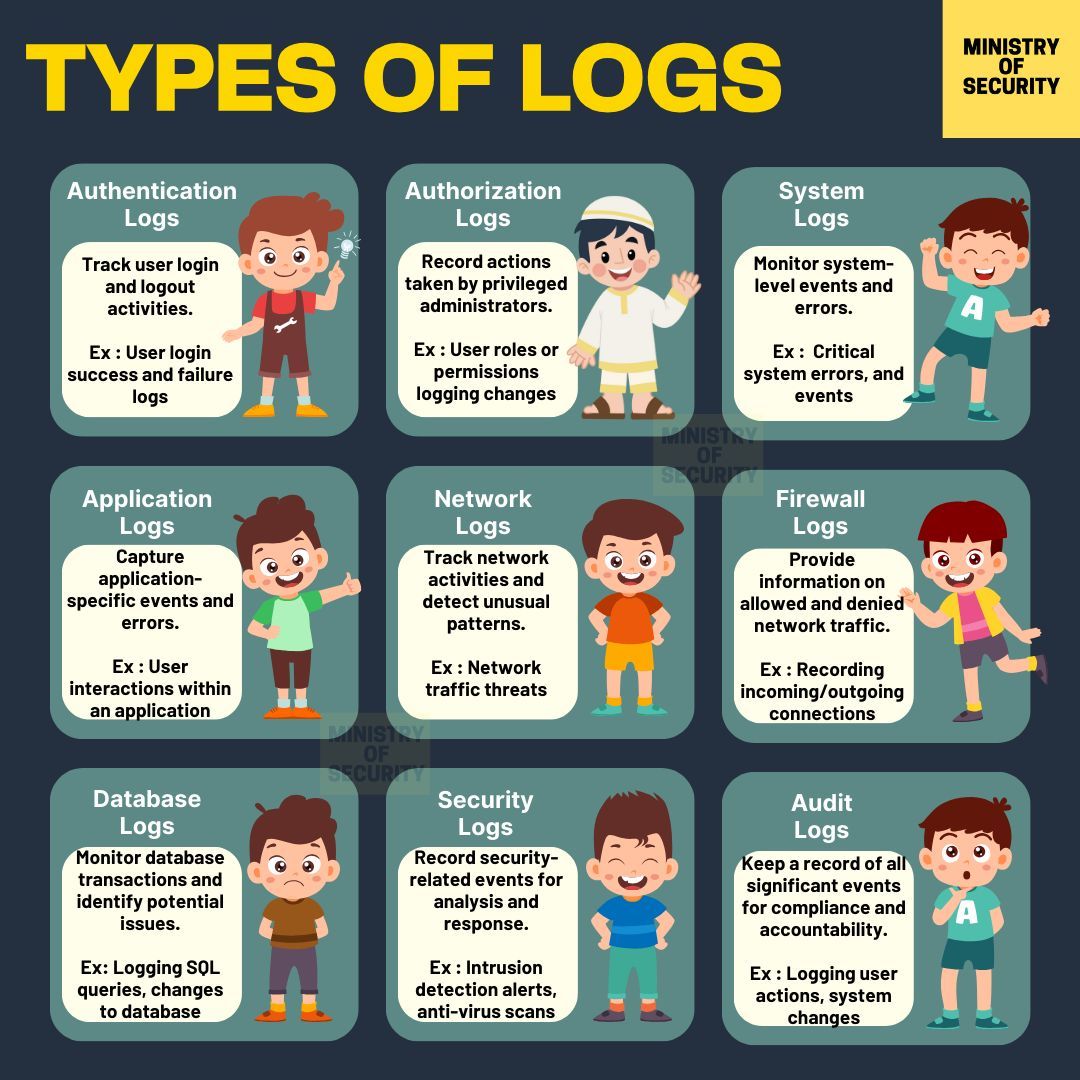 TYPES OF LOGS
MINISTRY
OF
SECURITY
Authentication
Logs
Track user login
and logout
activities.
Ex : User login
success and failure
logs
Authorization
Logs
Record actions
taken by privileged
administrators.
Ex : User roles or
permissions
logging changes
System
Logs
Monitor system-
level events and
errors.
Ex :  Critical
system errors, and
events
A
MINISTRY
OF
SECURITY
Application
Logs
Capture
application-
specific events and
errors.
Ex : User
interactions within
an application
Network
Logs
Track network
activities and
detect unusual
patterns.
Ex : Network
traffic threats
Firewall
Logs
Provide
information on
allowed and denied
network traffic.
Ex : Recording
incoming/outgoing
connections
MINISTRY
OF
SECURITY
Database
Logs
Monitor database
transactions and
identify potential
issues.
Ex: Logging SQL
queries, changes
to database
Security
Logs
Record security-
related events for
analysis and
response.
Ex : Intrusion
detection alerts,
anti-virus scans
Audit
Logs
Keep a record of all
significant events
for compliance and
accountability.
Ex : Logging user
actions, system
changes
A